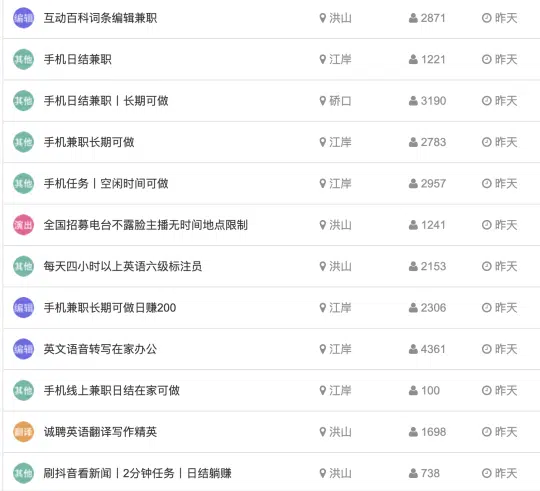 编辑 互动百科词条编辑兼职 洪山 2871 昨天
其他 手机日结兼职 江岸 1221 昨天
其他 手机日结兼职丨长期可做 硚口 3190 昨天
其他 手机兼职长期可做 江岸 2783 昨天
其他 手机任务丨空闲时间可做 江岸 2957 昨天
演出 全国招募电台不露脸主播无时间地点限制 洪山 1241 昨天
其他 每天四小时以上英语六级标注员 洪山 2153 昨天
编辑 手机兼职长期可做日赚200 江岸 2306 昨天
编辑 英文语音转写在家办公 江岸 4361 昨天
其他 手机线上兼职日结在家可做 江岸 100 昨天
翻译 诚聘英语翻译写作精英 洪山 1698 昨天
其他 刷抖音看新闻丨2分钟任务丨日结躺赚 洪山 738 昨天